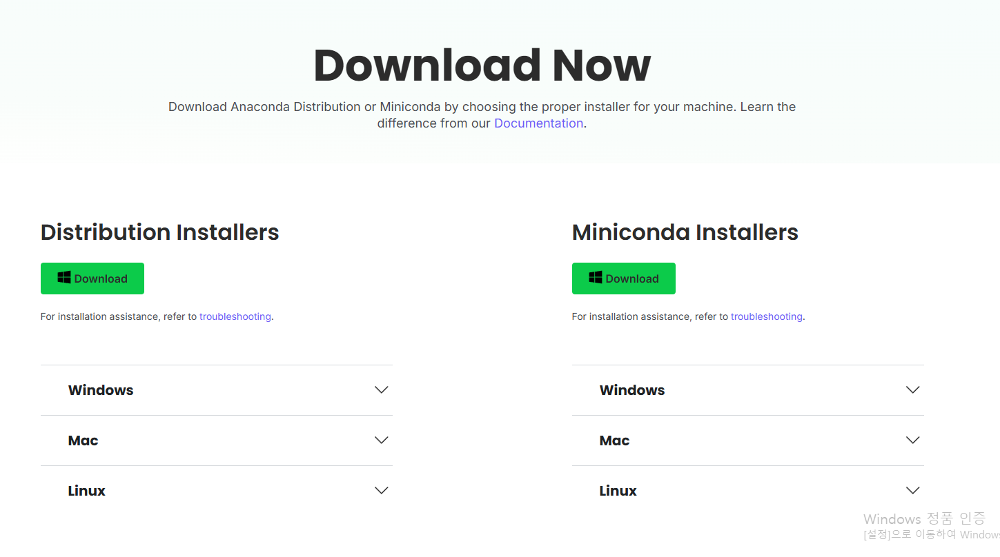 Download Now
Download Anaconda Distribution or Miniconda by choosing the proper installer for your machine. Learn the
difference from our Documentation.
Distribution Installers
Download
For installation assistance, refer to troubleshooting.
Windows
Mac
Linux
Miniconda Installers
Download
For installation assistance, refer to troubleshooting.
Windows
Mac
Linux
Windows 정품 인증
[설정]으로 이동하여 Windows